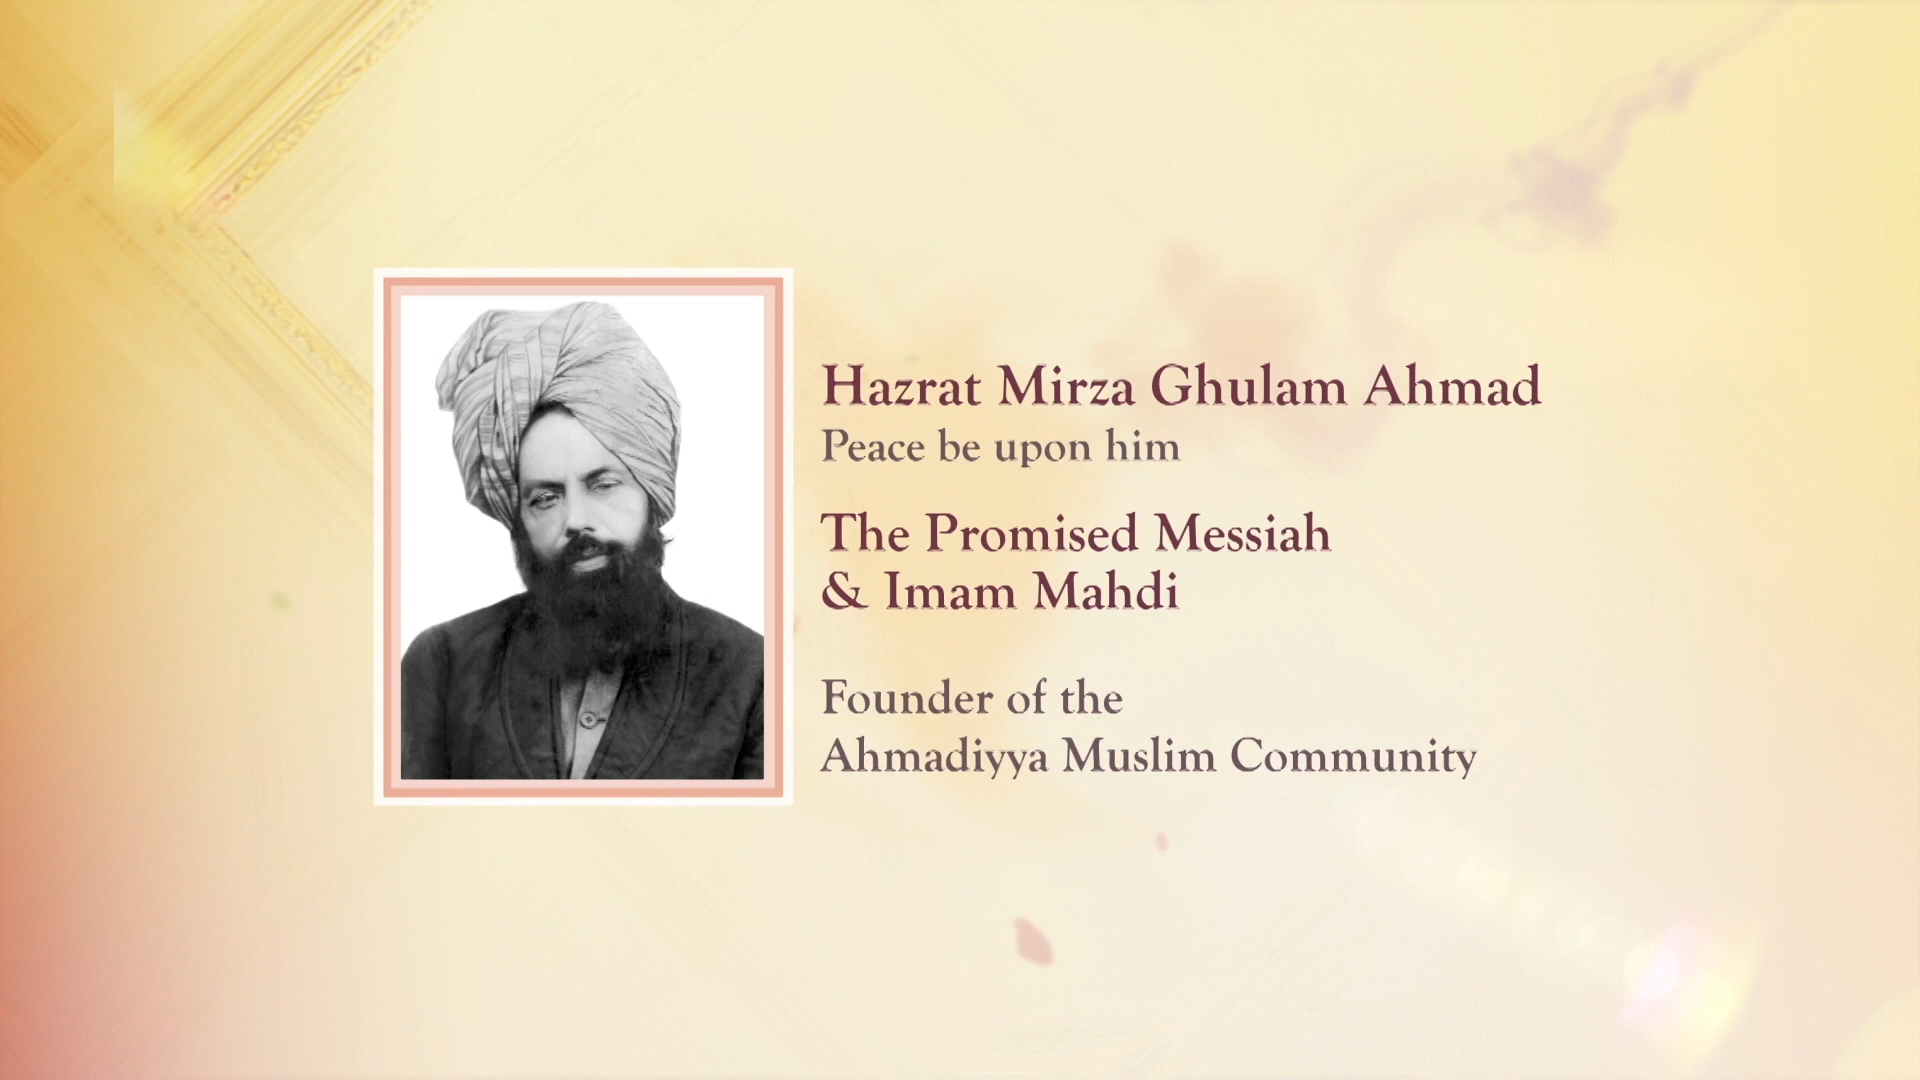 Hazrat Mirza Ghulam Ahmad
Peace be upon him
The Promised Messiah
& Imam Mahdi
Founder of the
Ahmadiyya Muslim Community